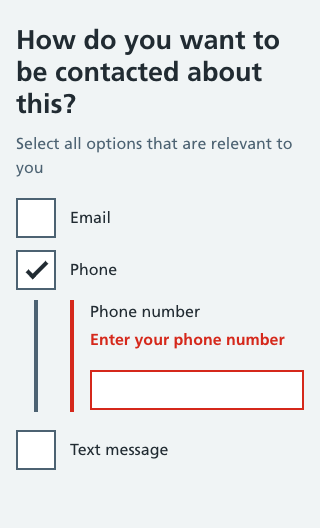 How do you want to
be contacted about
this?
Select all options that are relevant to
you
Email
Phone
Phone number
Enter your phone number
Text message